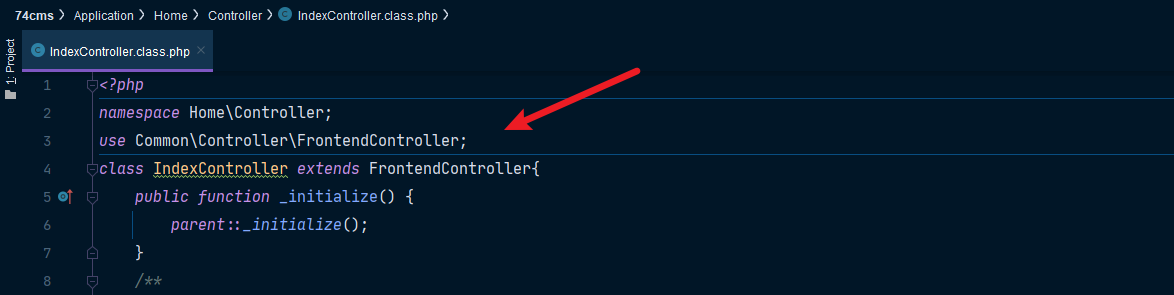 74cms Application Home Controller IndexController.class.php
1: Project
IndexController.class.php
1 <?php
2 namespace Home\Controller;
3 use Common\Controller\FrontendController;
4 class IndexController extends FrontendController{
5 public function _initialize() {
6 parent::_initialize();
7 }
8 /**